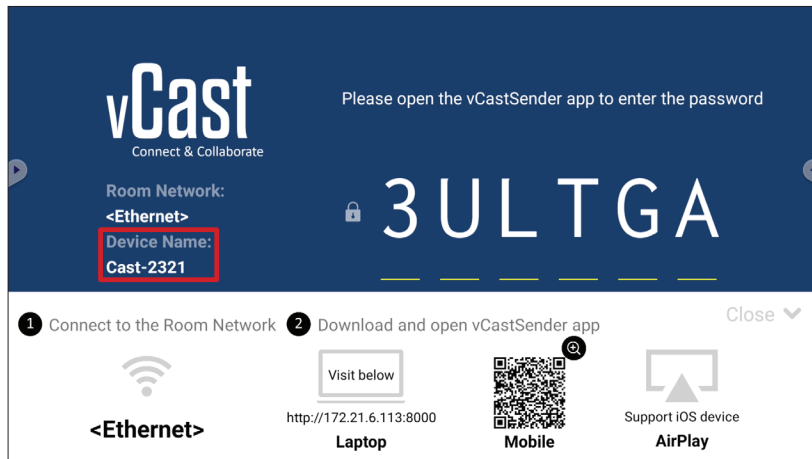 vCast
Connect & Collaborate
Please open the vCastSender app to enter the password
Room Network:
<Ethernet>
Device Name:
Cast-2321
3ULTGA
Close
1 Connect to the Room Network
2 Download and open vCastSender app
<Ethernet>
Visit below
http://172.21.6.113:8000
Laptop
Mobile
Support iOS device
AirPlay